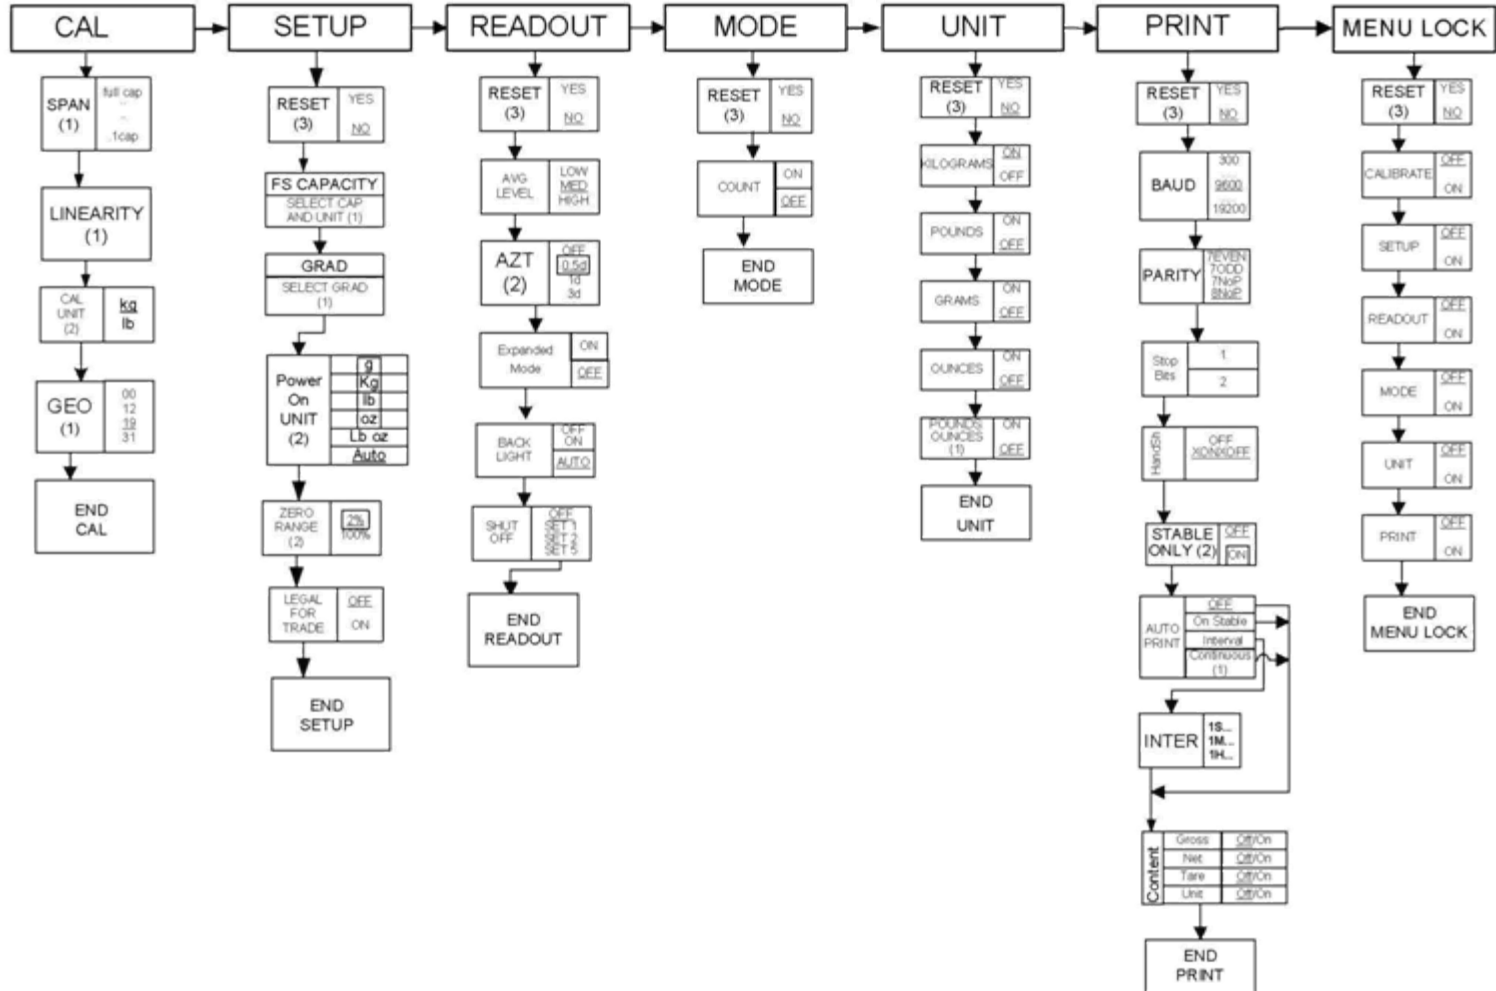 CAL
SETUP
READOUT
MODE
UNIT
PRINT
MENU LOCK
SPAN
(1)
full cap
.1cap
LINEARITY
(1)
CAL
UNIT
(2)
kg
lb
GEO
(1)
00
12
19
31
END
CAL
RESET
(3)
YES
NO
FS CAPACITY
SELECT CAP
AND UNIT (1)
GRAD
SELECT GRAD
(1)
Power
On
UNIT
(2)
g
Kg
lb
oz
Lb oz
Auto
ZERO
RANGE
(2)
2%
100%
LEGAL
FOR
TRADE
OFF
ON
END
SETUP
RESET
(3)
YES
NO
AVG
LEVEL
LOW
MED
HIGH
AZT
(2)
OFF
0.5d
1d
3d
Expanded
Mode
ON
OFF
BACK
LIGHT
OFF
ON
AUTO
SHUT
OFF
OFF
SET 1
SET 2
SET 5
END
READOUT
RESET
(3)
YES
NO
COUNT
ON
OFF
END
MODE
RESET
(3)
YES
NO
KILOGRAMS
ON
OFF
POUNDS
ON
OFF
GRAMS
ON
OFF
OUNCES
ON
OFF
POUNDS
OUNCES
(1)
ON
OFF
END
UNIT
RESET
(3)
YES
NO
BAUD
300
...
9600
...
19200
PARITY
7EVEN
7ODD
7NoP
8NoP
Stop
Bits
1
2
HandSh
OFF
XONXOFF
STABLE
ONLY (2)
OFF
ON
AUTO
PRINT
OFF
On Stable
Interval
Continuous
(1)
INTER
1S...
1M...
1H...
Content
Gross Off/On
Net Off/On
Tare Off/On
Unit Off/On
END
PRINT
RESET
(3)
YES
NO
CALIBRATE
OFF
ON
SETUP
OFF
ON
READOUT
OFF
ON
MODE
OFF
ON
UNIT
OFF
ON
PRINT
OFF
ON
END
MENU LOCK